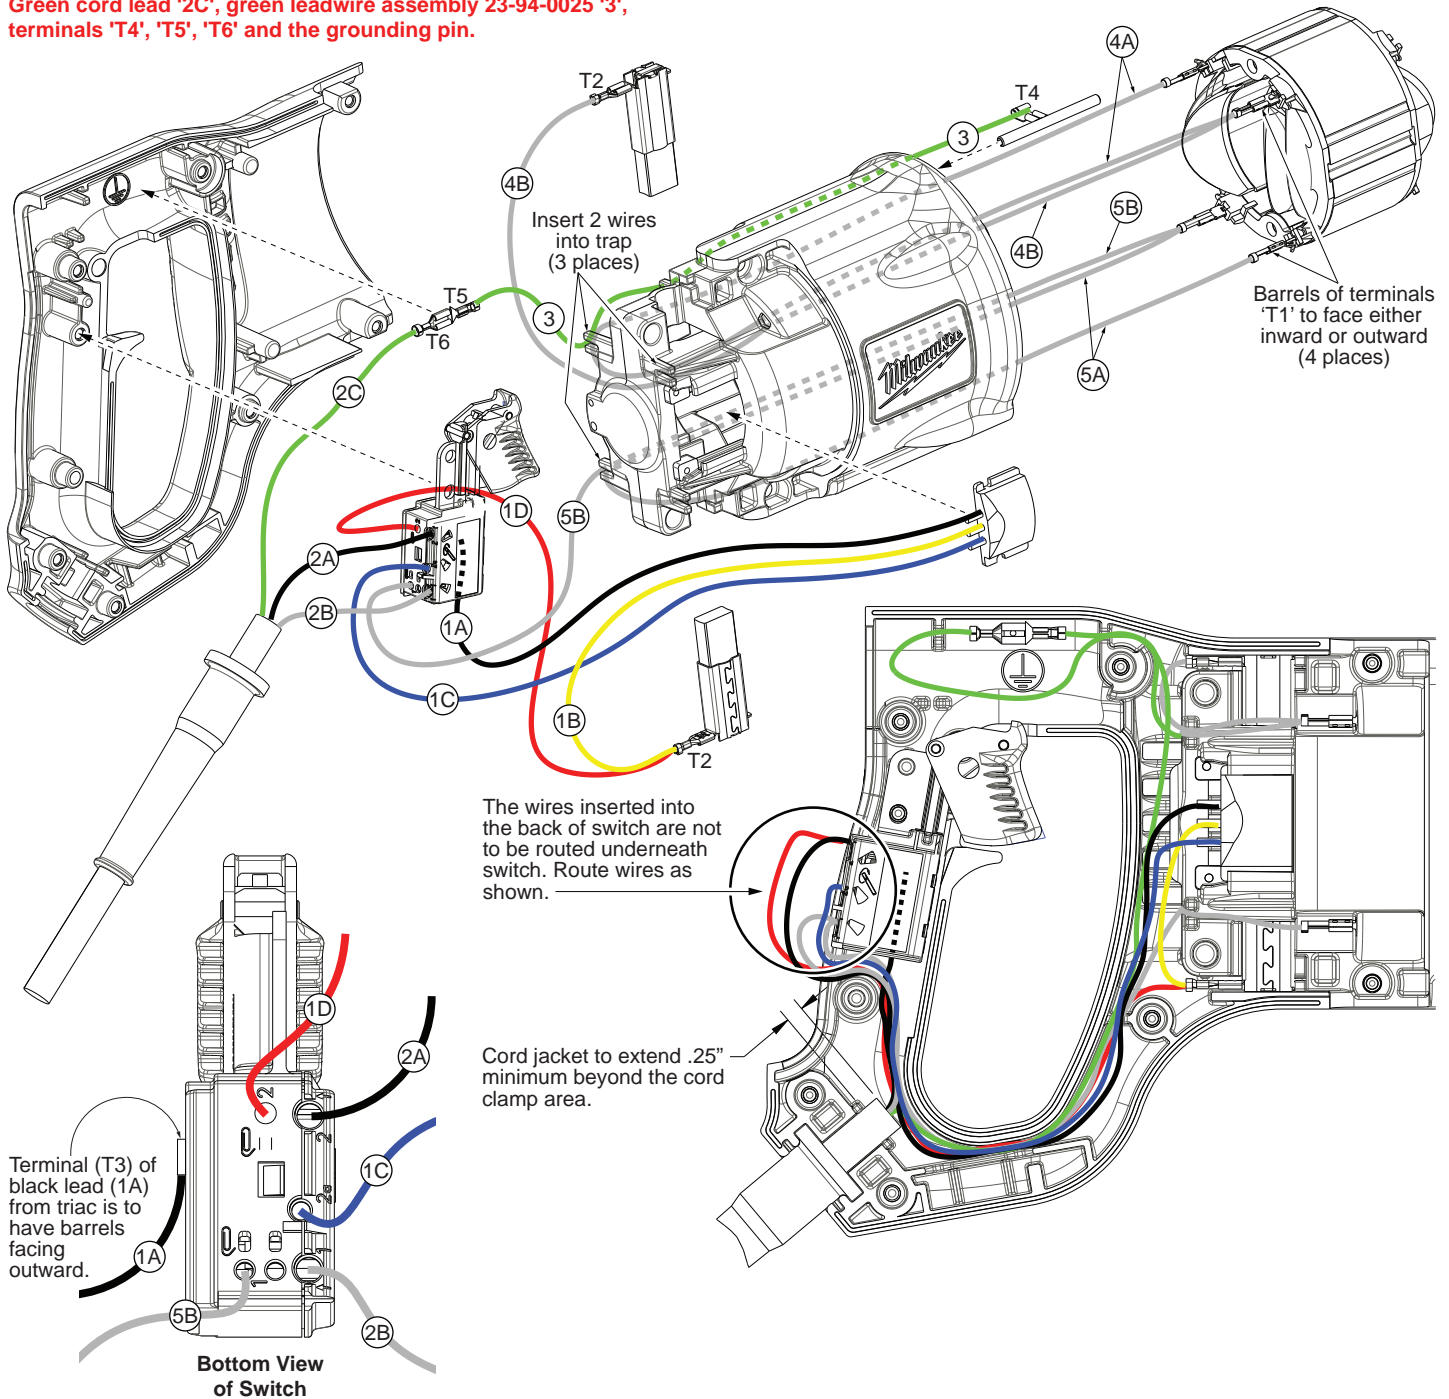 Green cord lead '2C', green leadwire assembly 23-94-0025 '3',
terminals 'T4', 'T5', 'T6' and the grounding pin.
4A
T2
T4
3
4B
Insert 2 wires
into trap
(3 places)
5B
4B
T5
3
T6
Barrels of terminals
‘T1’ to face either
inward or outward
(4 places)
Milwaukee
5A
2C
1D
5B
2A
2B
1A
1C
1B
T2
The wires inserted into
the back of switch are not
to be routed underneath
switch. Route wires as
shown.
1D
2A
Cord jacket to extend .25”
minimum beyond the cord
clamp area.
2
2
Terminal (T3) of
black lead (1A)
from triac is to
have barrels
facing
outward.
1C
2a
1A
1
1
5B
2B
Bottom View
of Switch